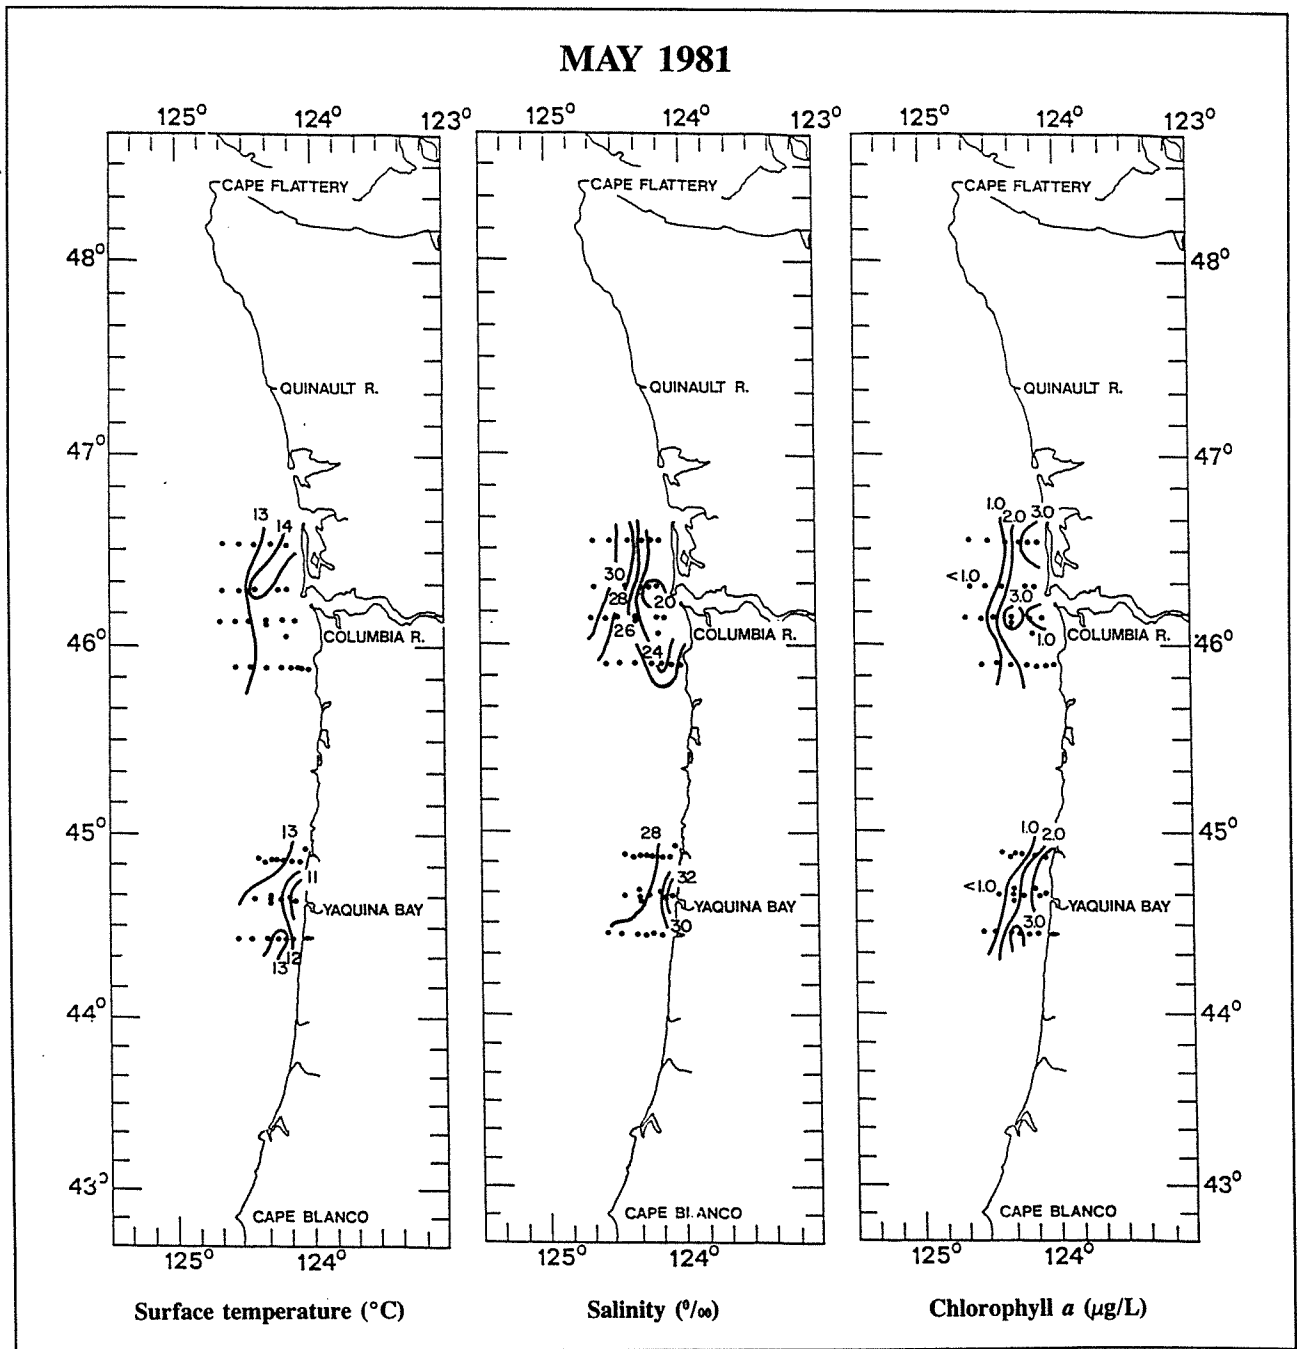 MAY 1981
125° 124° 123° 125° 124° 123°
125° 124° 123°
CAPE FLATTERY CAPE FLATTERY CAPE FLATTERY
48° 48°
QUINAULT R. QUINAULT R. QUINAULT R.
47° 47°
13 14 1.0 2.0 3.0
30 <1.0
28 20 3.0
26 COLUMBIA R. COLUMBIA R. COLUMBIA R.
46° 24 1.0 46°
45° 13 28 1.0 2.0 45°
11 32 <1.0
YAQUINA BAY YAQUINA BAY YAQUINA BAY
30 3.0
13 12
44° 44°
43° 43°
CAPE BLANCO CAPE BLANCO CAPE BLANCO
125° 124° 125° 124° 125° 124°
Surface temperature (°C) Salinity (⁰/₀₀) Chlorophyll a (μg/L)